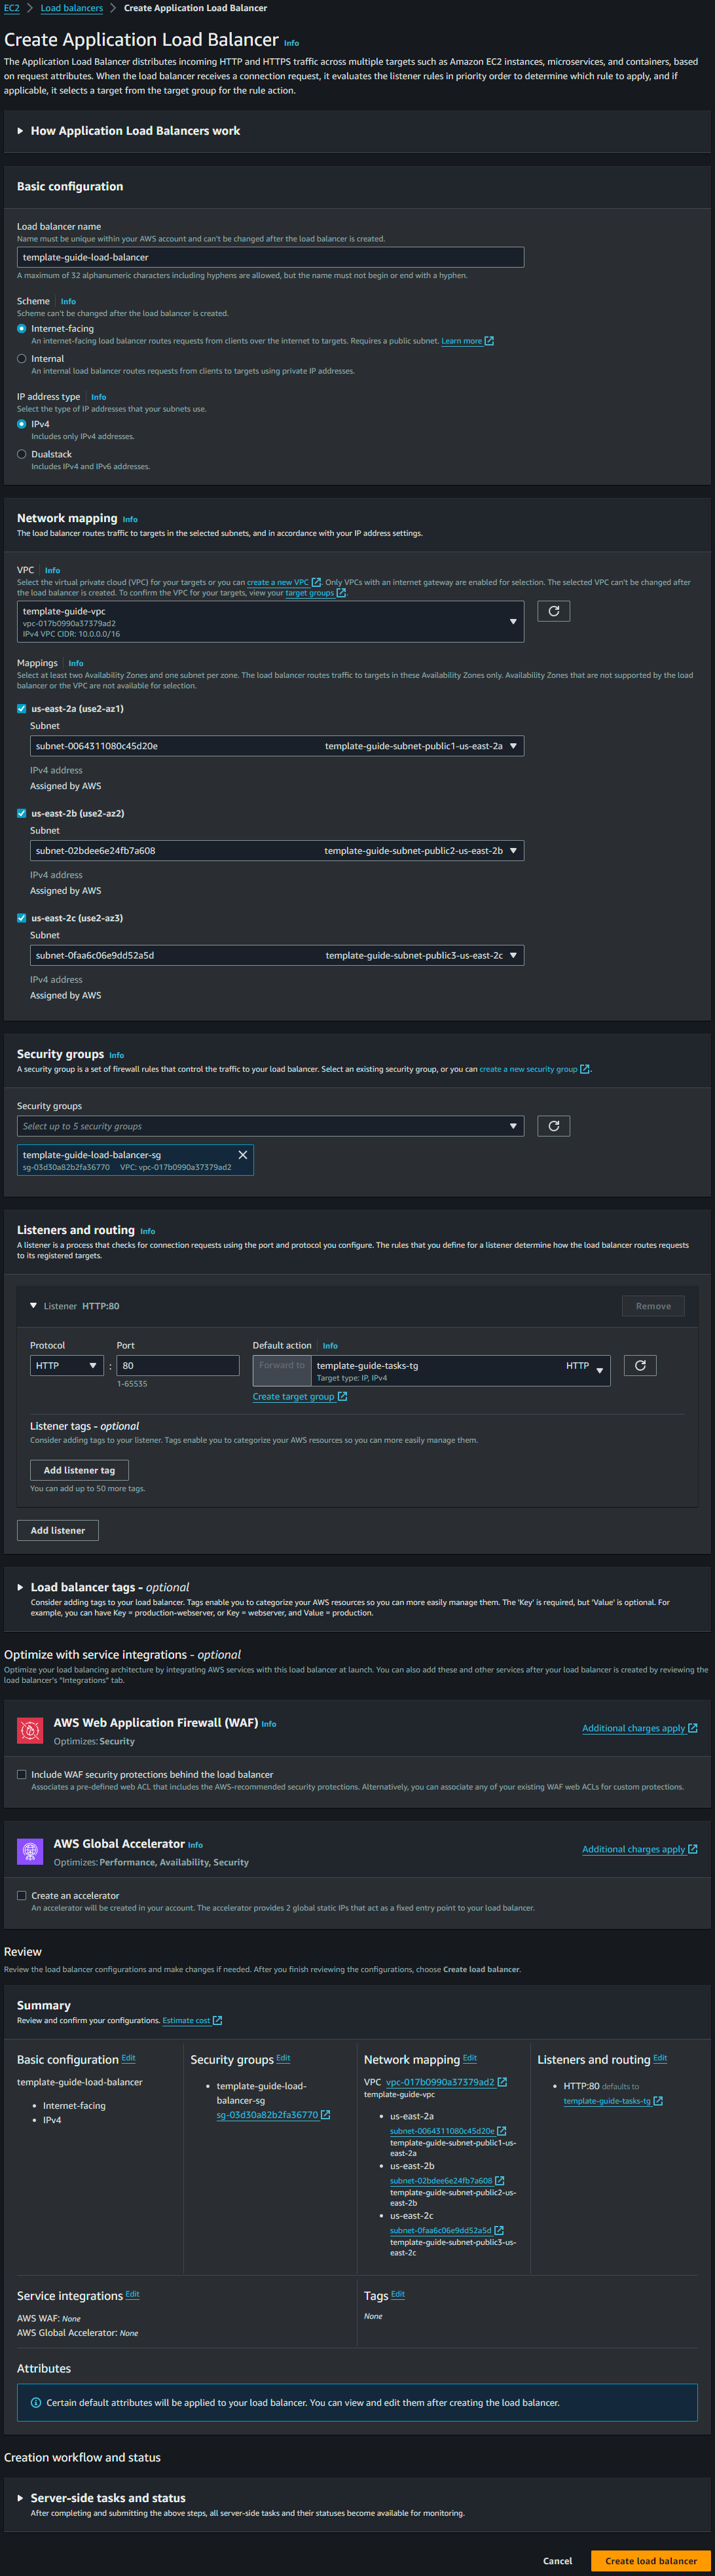 EC2 > Load balancers > Create Application Load Balancer
Create Application Load Balancer Info
The Application Load Balancer distributes incoming HTTP and HTTPS traffic across multiple targets such as Amazon EC2 instances, microservices, and containers, based
on request attributes. When the load balancer receives a connection request, it evaluates the listener rules in priority order to determine which rule to apply, and if
applicable, it selects a target from the target group for the rule action.
How Application Load Balancers work
Basic configuration
Load balancer name
Name must be unique within your AWS account and can't be changed after the load balancer is created.
template-guide-load-balancer
A maximum of 32 alphanumeric characters including hyphens are allowed, but the name must not begin or end with a hyphen.
Scheme Info
Scheme can't be changed after the load balancer is created.
Internet-facing
An internet-facing load balancer routes requests from clients over the internet to targets. Requires a public subnet. Learn more
Internal
An internal load balancer routes requests from clients to targets using private IP addresses.
IP address type Info
Select the type of IP addresses that your subnets use.
IPv4
Includes only IPv4 addresses.
Dualstack
Includes IPv4 and IPv6 addresses.
Network mapping Info
The load balancer routes traffic to targets in the selected subnets, and in accordance with your IP address settings.
VPC Info
Select the virtual private cloud (VPC) for your targets or you can create a new VPC. Only VPCs with an internet gateway are enabled for selection. The selected VPC can't be changed after
the load balancer is created. To confirm the VPC for your targets, view your target groups.
template-guide-vpc
vpc-017b0990a37379ad2
IPv4 VPC CIDR: 10.0.0.0/16
Mappings Info
Select at least two Availability Zones and one subnet per zone. The load balancer routes traffic to targets in these Availability Zones only. Availability Zones that are not supported by the load
balancer or the VPC are not available for selection.
us-east-2a (use2-az1)
Subnet
subnet-0064311080c45d20e template-guide-subnet-public1-us-east-2a
IPv4 address
Assigned by AWS
us-east-2b (use2-az2)
Subnet
subnet-02bdee6e24fb7a608 template-guide-subnet-public2-us-east-2b
IPv4 address
Assigned by AWS
us-east-2c (use2-az3)
Subnet
subnet-0faa6c06e9dd52a5d template-guide-subnet-public3-us-east-2c
IPv4 address
Assigned by AWS
Security groups Info
A security group is a set of firewall rules that control the traffic to your load balancer. Select an existing security group, or you can create a new security group.
Security groups
Select up to 5 security groups
template-guide-load-balancer-sg
sg-03d30a82b2fa36770 VPC: vpc-017b0990a37379ad2
Listeners and routing Info
A listener is a process that checks for connection requests using the port and protocol you configure. The rules that you define for a listener determine how the load balancer routes requests
to its registered targets.
Listener HTTP:80 Remove
Protocol Port Default action Info
HTTP : 80 Forward to template-guide-tasks-tg HTTP
Target type: IP, IPv4
1-65535
Create target group
Listener tags - optional
Consider adding tags to your listener. Tags enable you to categorize your AWS resources so you can more easily manage them.
Add listener tag
You can add up to 50 more tags.
Add listener
Load balancer tags - optional
Consider adding tags to your load balancer. Tags enable you to categorize your AWS resources so you can more easily manage them. The 'Key' is required, but 'Value' is optional. For
example, you can have Key = production-webserver, or Key = webserver, and Value = production.
Optimize with service integrations - optional
Optimize your load balancing architecture by integrating AWS services with this load balancer at launch. You can also add these and other services after your load balancer is created by reviewing the
load balancer's "Integrations" tab.
AWS Web Application Firewall (WAF) Info
Additional charges apply
Optimizes: Security
Include WAF security protections behind the load balancer
Associates a pre-defined web ACL that includes the AWS-recommended security protections. Alternatively, you can associate any of your existing WAF web ACLs for custom protections.
AWS Global Accelerator Info
Additional charges apply
Optimizes: Performance, Availability, Security
Create an accelerator
An accelerator will be created in your account. The accelerator provides 2 global static IPs that act as a fixed entry point to your load balancer.
Review
Review the load balancer configurations and make changes if needed. After you finish reviewing the configurations, choose Create load balancer.
Summary
Review and confirm your configurations. Estimate cost
Basic configuration Edit
template-guide-load-balancer
• Internet-facing
• IPv4
Security groups Edit
• template-guide-load-
balancer-sg
sg-03d30a82b2fa36770
Network mapping Edit
VPC vpc-017b0990a37379ad2
template-guide-vpc
• us-east-2a
subnet-0064311080c45d20e
template-guide-subnet-public1-us-
east-2a
• us-east-2b
subnet-02bdee6e24fb7a608
template-guide-subnet-public2-us-
east-2b
• us-east-2c
subnet-0faa6c06e9dd52a5d
template-guide-subnet-public3-us-
east-2c
Listeners and routing Edit
• HTTP:80 defaults to
template-guide-tasks-tg
Service integrations Edit
AWS WAF: None
AWS Global Accelerator: None
Tags Edit
None
Attributes
Certain default attributes will be applied to your load balancer. You can view and edit them after creating the load balancer.
Creation workflow and status
Server-side tasks and status
After completing and submitting the above steps, all server-side tasks and their statuses become available for monitoring.
Cancel Create load balancer